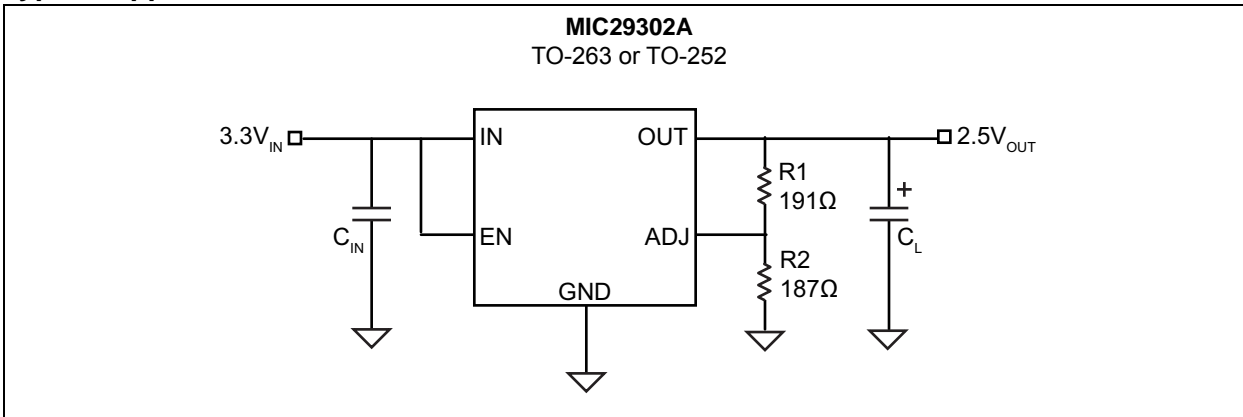 MIC29302A
TO-263 or TO-252
3.3V_IN
IN
OUT
2.5V_OUT
R1
191Ω
+
C_IN
EN
ADJ
C_L
R2
187Ω
GND